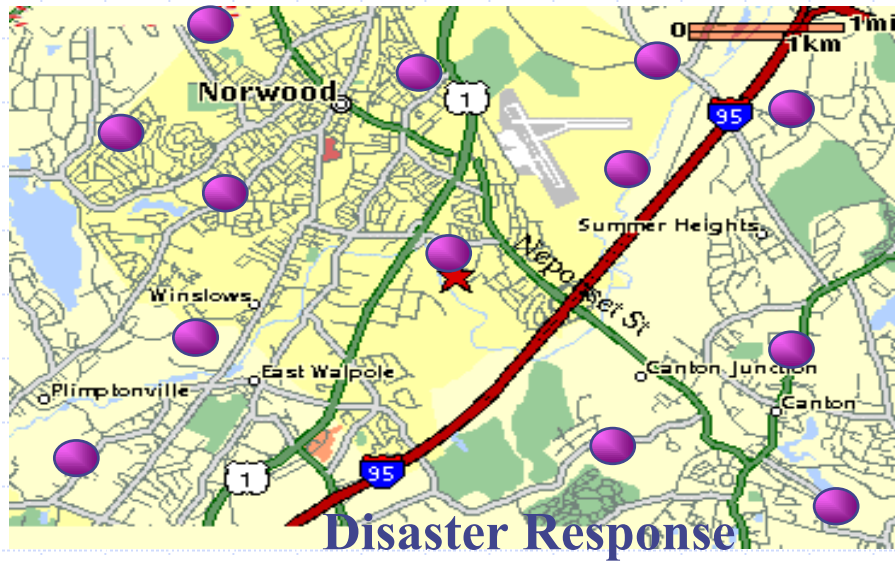 0 1mi
1km
Norwood
1
95
Summer Heights
Neponset St
Winslows
East Walpole
Canton Junction
Plimptonville
Canton
1
95
Disaster Response